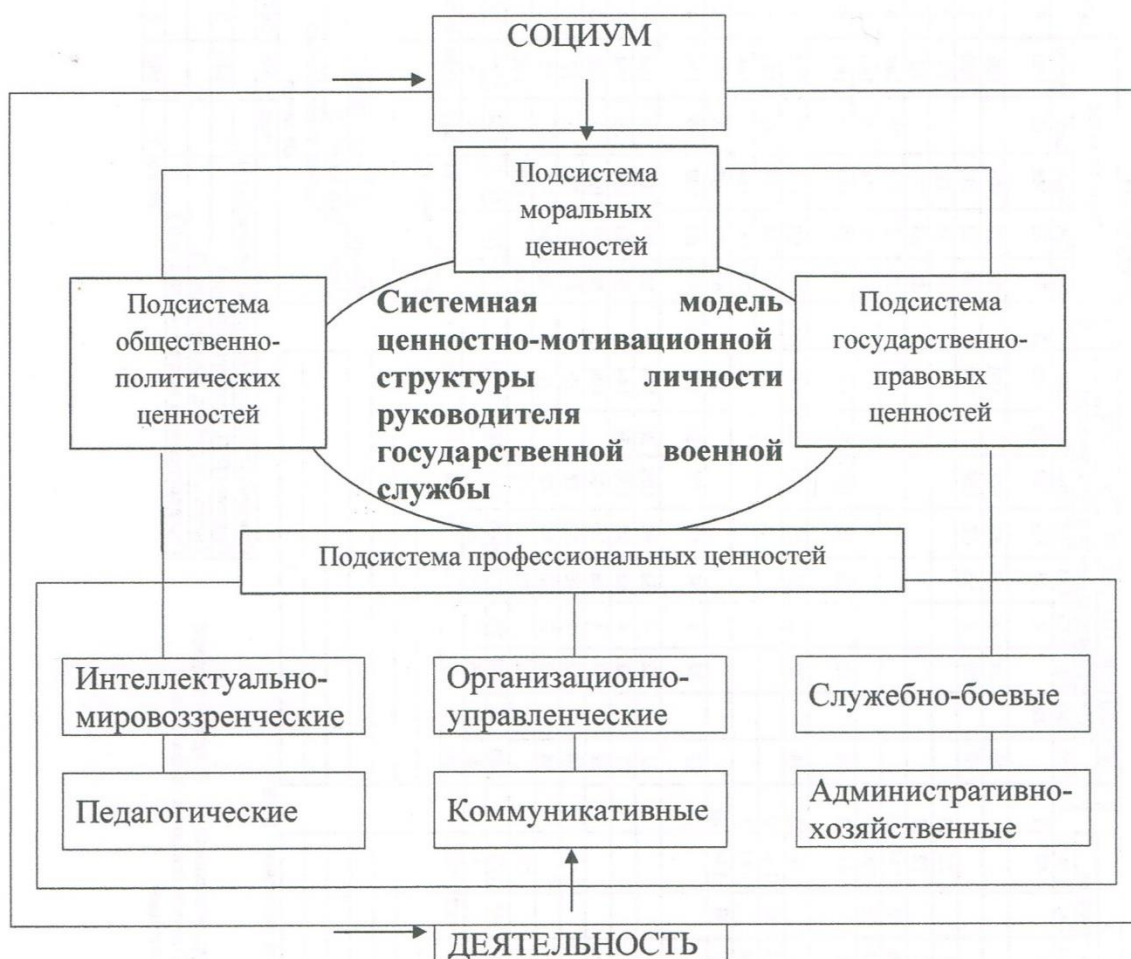 СОЦИУМ
Подсистема
моральных
ценностей
Подсистема
общественно-
политических
ценностей
Системная модель
ценностно-мотивационной
структуры личности
руководителя
государственной военной
службы
Подсистема
государственно-
правовых
ценностей
Подсистема профессиональных ценностей
Интеллектуально-
мировоззренческие
Организационно-
управленческие
Служебно-боевые
Педагогические
Коммуникативные
Административно-
хозяйственные
ДЕЯТЕЛЬНОСТЬ